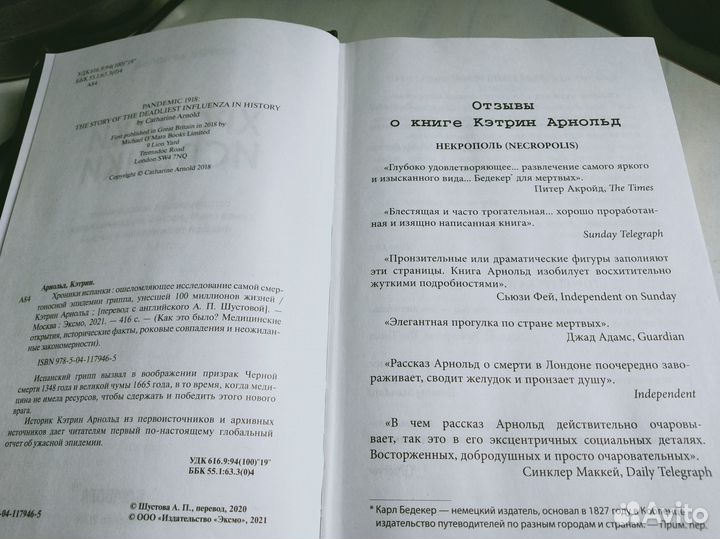 УДК 616.9:94(100)"19"
ББК 55.1:63.3(0)4
А84
PANDEMIC 1918:
THE STORY OF THE DEADLIEST INFLUENZA IN HISTORY
by Catharine Arnold
First published in Great Britain in 2018 by
Michael O'Mara Books Limited
9 Lion Yard
Tremadoc Road
London SW4 7NQ
Copyright © Catharine Arnold 2018
Арнольд, Кэтрин.
А84
Хроники испанки : ошеломляющее исследование самой смер-
тоносной эпидемии гриппа, унесшей 100 миллионов жизней /
Кэтрин Арнольд ; [перевод с английского А. П. Шустовой]. —
Москва : Эксмо, 2021. — 416 с. — (Как это было? Медицинские
открытия, исторические факты, роковые совпадения и неожидан-
ные закономерности).
ISBN 978-5-04-117946-5
Испанский грипп вызвал в воображении призрак Черной
смерти 1348 года и великой чумы 1665 года, в то время, когда меди-
цина не имела ресурсов, чтобы сдержать и победить этого нового
врага.
Историк Кэтрин Арнольд из первоисточников и архивных
источников дает читателям первый по-настоящему глобальный
отчет об ужасной эпидемии.
УДК 616.9:94(100)"19"
ББК 55.1:63.3(0)4
-04-117946-5
© Шустова А. П., перевод, 2020
© ООО «Издательство «Эксмо», 2021
Отзывы
о книге Кэтрин Арнольд
НЕКРОПОЛЬ (NECROPOLIS)
«Глубоко удовлетворяющее... развлечение самого яркого
и изысканного вида... Бедекер* для мертвых».
Питер Акройд, The Times
«Блестящая и часто трогательная... хорошо проработан-
ная и изящно написанная книга».
Sunday Telegraph
«Пронзительные или драматические фигуры заполняют
эти страницы. Книга Арнольд изобилует восхитительно
жуткими подробностями».
Сьюзи Фей, Independent on Sunday
«Элегантная прогулка по стране мертвых».
Джад Адамс, Guardian
«Рассказ Арнольд о смерти в Лондоне поочередно заво-
раживает, сводит желудок и пронзает душу».
Independent
«В чем рассказ Арнольд действительно очаровы-
вает, так это в его эксцентричных социальных деталях.
Восторженных, добродушных и просто очаровательных».
Синклер Маккей, Daily Telegraph
* Карл Бедекер — немецкий издатель, основал в 1827 году в Кобленце
издательство путеводителей по разным городам и странам. — Прим. пер.
Avito